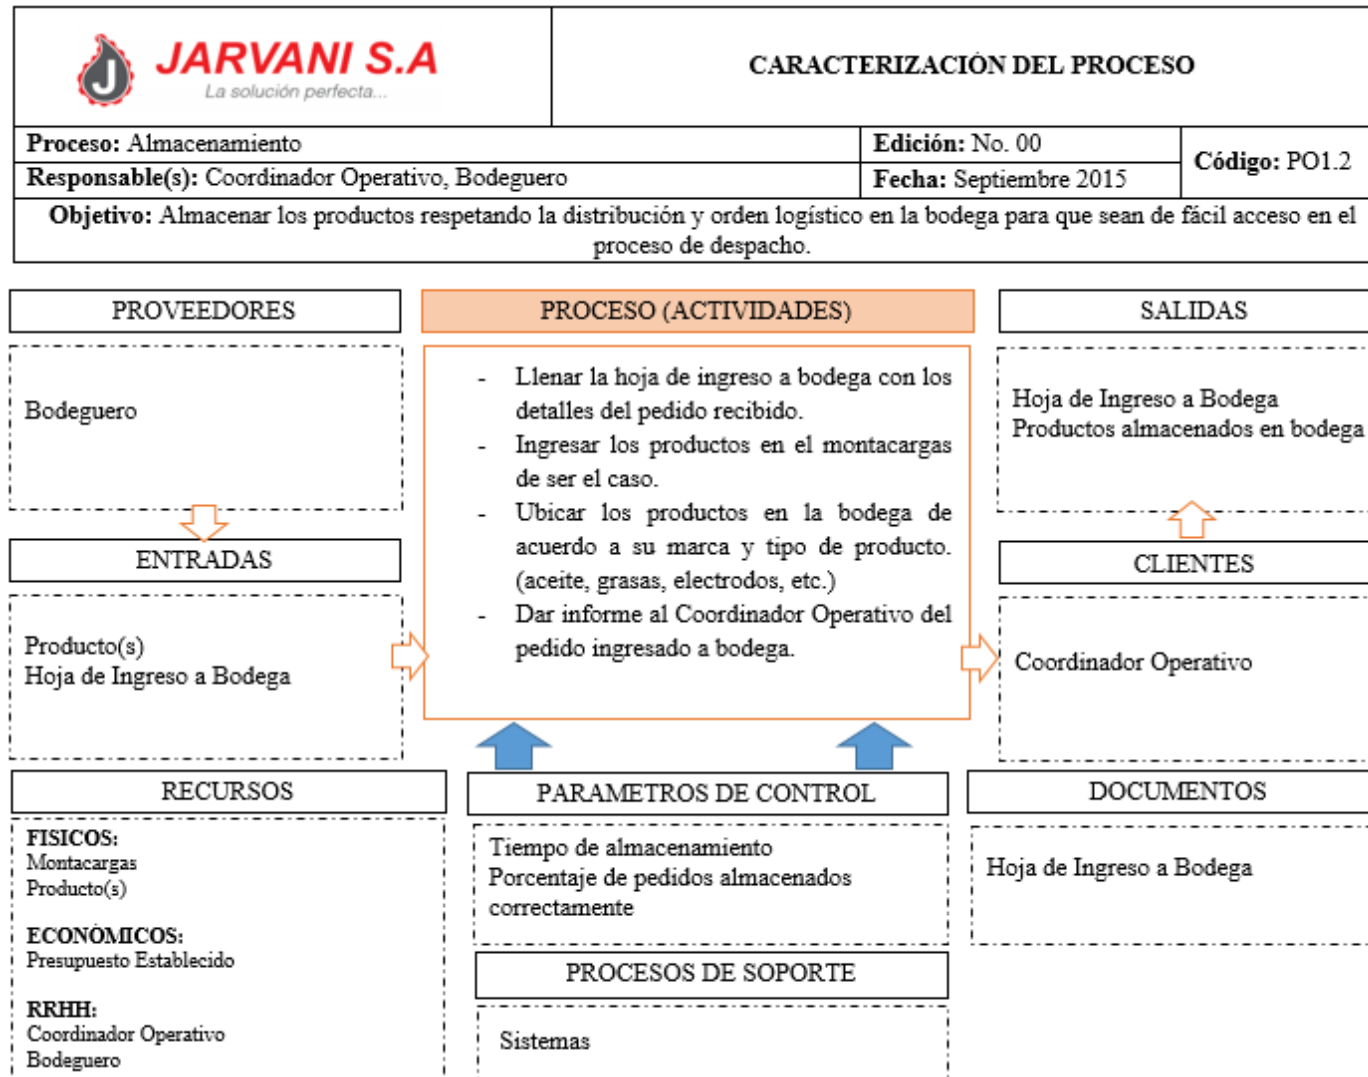 J
JARVANI S.A
La solución perfecta...
CARACTERIZACIÓN DEL PROCESO
Proceso: Almacenamiento
Edición: No. 00
Código: PO1.2
Responsable(s): Coordinador Operativo, Bodeguero
Fecha: Septiembre 2015
Objetivo: Almacenar los productos respetando la distribución y orden logístico en la bodega para que sean de fácil acceso en el
proceso de despacho.
PROVEEDORES
Bodeguero
ENTRADAS
Producto(s)
Hoja de Ingreso a Bodega
PROCESO (ACTIVIDADES)
- Llenar la hoja de ingreso a bodega con los
detalles del pedido recibido.
- Ingresar los productos en el montacargas
de ser el caso.
- Ubicar los productos en la bodega de
acuerdo a su marca y tipo de producto.
(aceite, grasas, electrodos, etc.)
- Dar informe al Coordinador Operativo del
pedido ingresado a bodega.
SALIDAS
Hoja de Ingreso a Bodega
Productos almacenados en bodega
CLIENTES
Coordinador Operativo
RECURSOS
FISICOS:
Montacargas
Producto(s)
ECONÓMICOS:
Presupuesto Establecido
RRHH:
Coordinador Operativo
Bodeguero
PARAMETROS DE CONTROL
Tiempo de almacenamiento
Porcentaje de pedidos almacenados
correctamente
PROCESOS DE SOPORTE
Sistemas
DOCUMENTOS
Hoja de Ingreso a Bodega